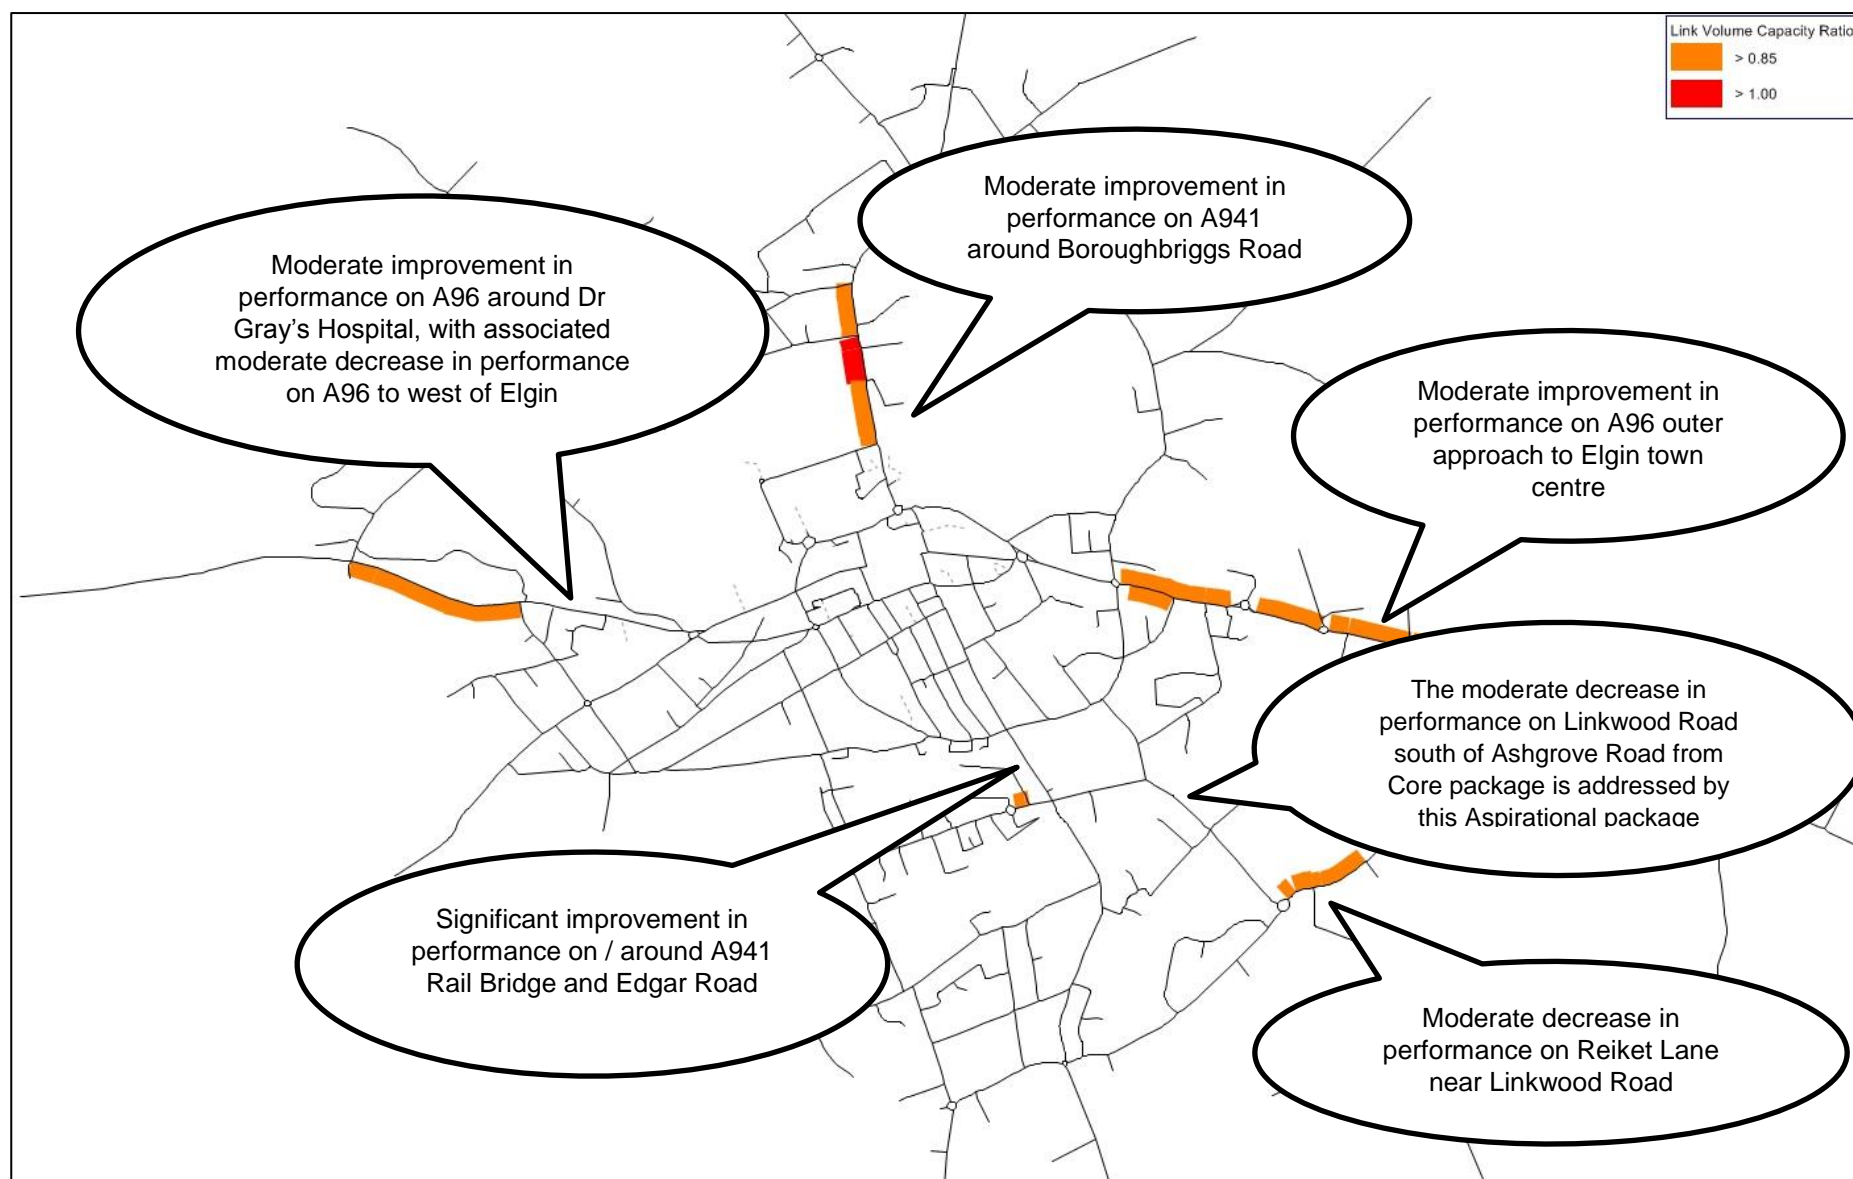 Link Volume Capacity Ratio
> 0.85
> 1.00
Moderate improvement in
performance on A941
around Boroughbriggs Road
Moderate improvement in
performance on A96 around Dr
Gray’s Hospital, with associated
moderate decrease in performance
on A96 to west of Elgin
Moderate improvement in
performance on A96 outer
approach to Elgin town
centre
The moderate decrease in
performance on Linkwood Road
south of Ashgrove Road from
Core package is addressed by
this Aspirational package
Significant improvement in
performance on / around A941
Rail Bridge and Edgar Road
Moderate decrease in
performance on Reiket Lane
near Linkwood Road